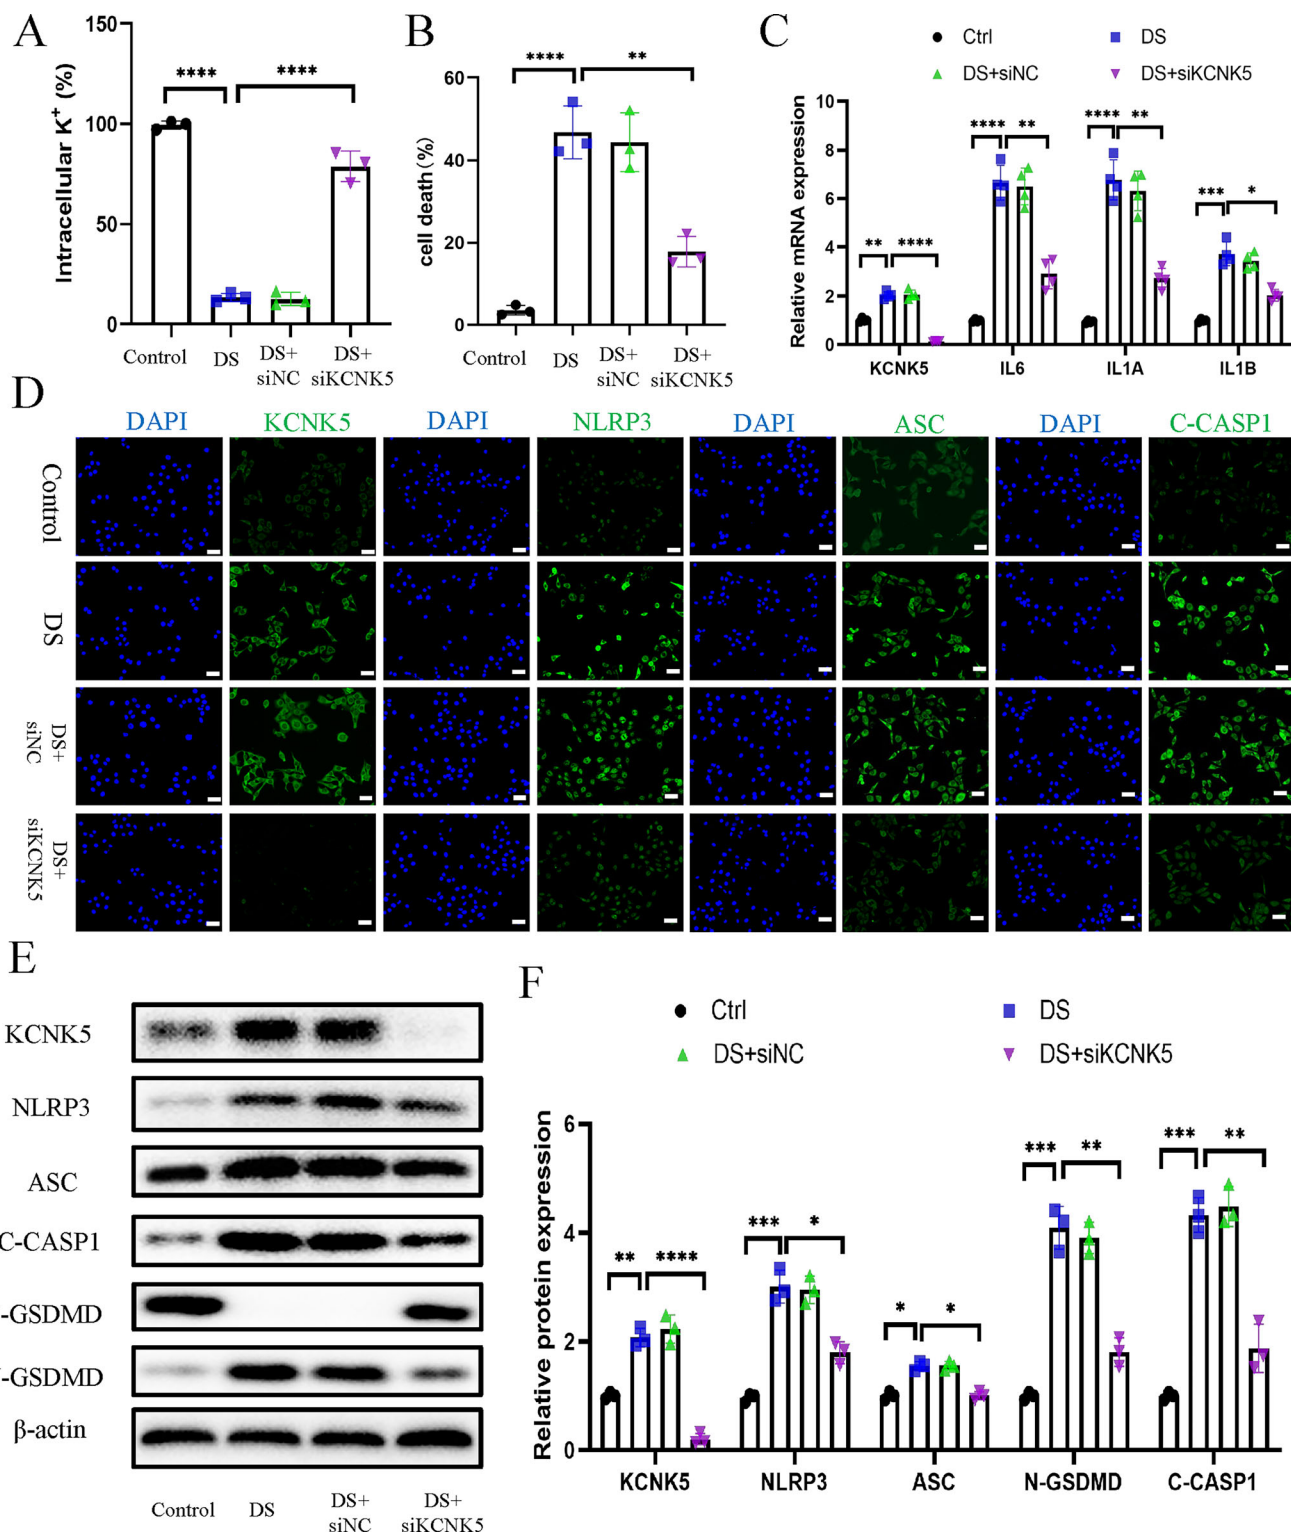 A
Intracellular K⁺ (%)
150
100
50
0
****
****
Control
DS
DS+
siNC
DS+
siKCNK5
B
cell death(%)
60
40
20
0
****
**
Control
DS
DS+
siNC
DS+
siKCNK5
C
Ctrl
DS
DS+siNC
DS+siKCNK5
Relative mRNA expression
10
8
6
4
2
0
**
****
****
**
****
**
***
*
KCNK5
IL6
IL1A
IL1B
D
DAPI
KCNK5
DAPI
NLRP3
DAPI
ASC
DAPI
C-CASP1
Control
DS
DS+
siNC
DS+
siKCNK5
E
KCNK5
NLRP3
ASC
C-CASP1
-GSDMD
-GSDMD
β-actin
Control
DS
DS+
siNC
DS+
siKCNK5
F
Ctrl
DS
DS+siNC
DS+siKCNK5
Relative protein expression
6
4
2
0
**
****
***
*
*
*
***
**
***
**
KCNK5
NLRP3
ASC
N-GSDMD
C-CASP1